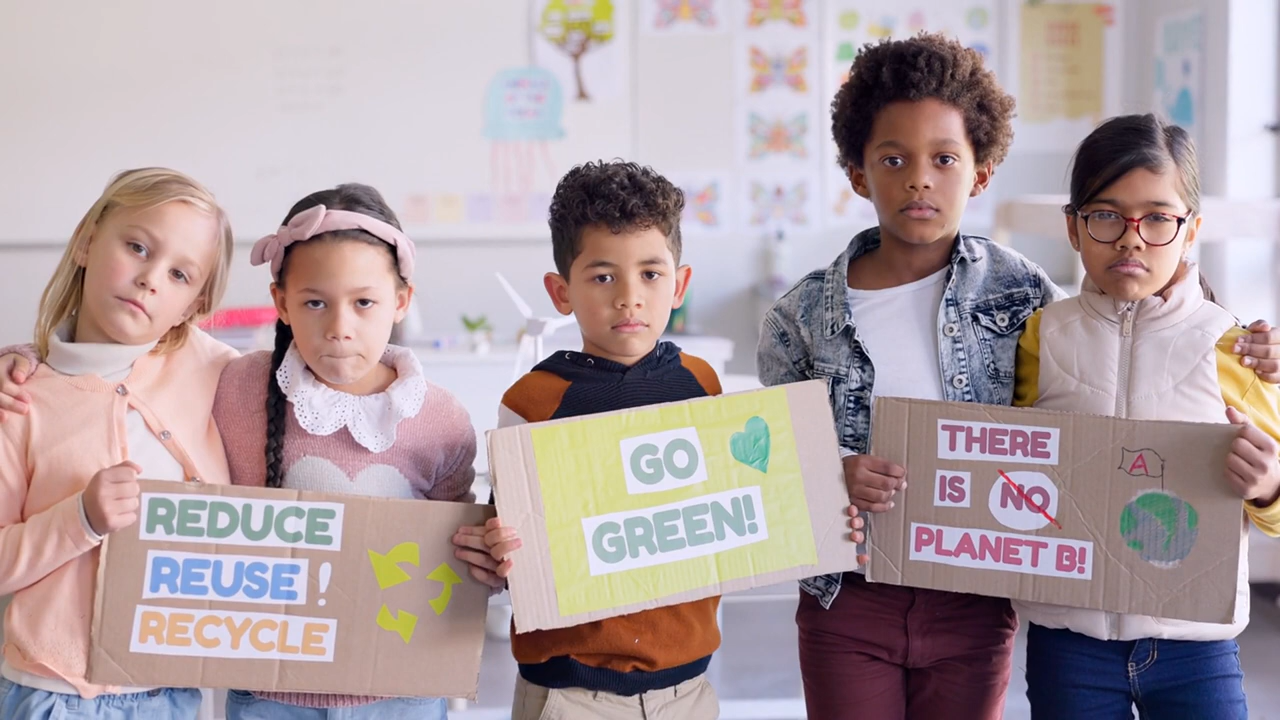 REDUCE
REUSE!
RECYCLE
GO
GREEN!
THERE
IS NO
PLANET B!
A